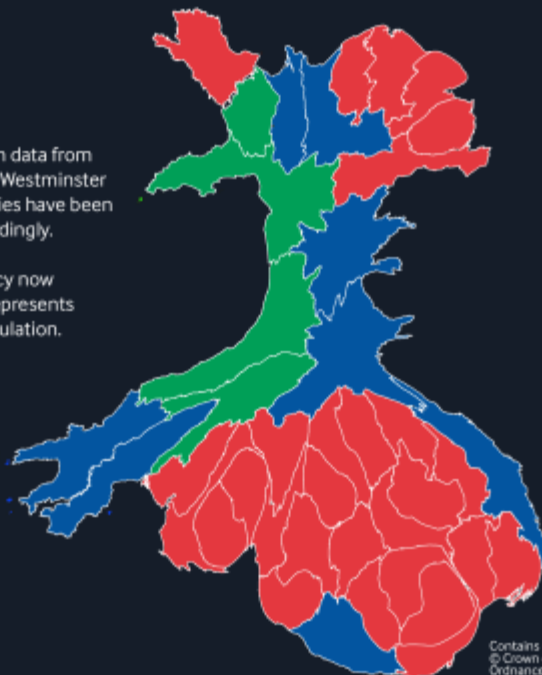 n data from
Westminster
ies have been
dingly.
cy now
presents
ulation.
Contains
© Crown
Ordnance